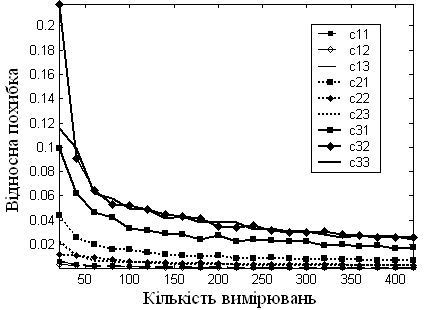 0.2
0.18
0.16
0.14
0.12
0.1
0.08
0.06
0.04
0.02
Відносна похибка
c11
c12
c13
c21
c22
c23
c31
c32
c33
50 100 150 200 250 300 350 400
Кількість вимірювань